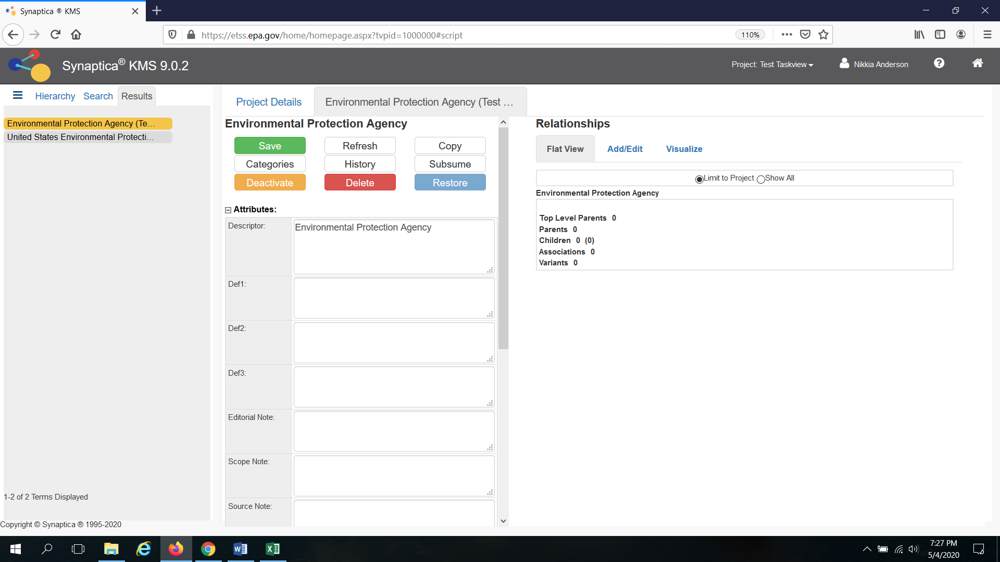 Synaptica ® KMS
https://etss.epa.gov/home/homepage.aspx?tvpid=1000000#script
110%
Synaptica® KMS 9.0.2
Project: Test Taskview
Nikkia Anderson
Hierarchy Search Results
Project Details
Environmental Protection Agency (Test …
Environmental Protection Agency (Te…
United States Environmental Protecti…
1-2 of 2 Terms Displayed
Copyright © Synaptica ® 1995-2020
Environmental Protection Agency
Save Refresh Copy
Categories History Subsume
Deactivate Delete Restore
Attributes:
Descriptor: Environmental Protection Agency
Def1:
Def2:
Def3:
Editorial Note:
Scope Note:
Source Note:
Relationships
Flat View Add/Edit Visualize
Limit to Project Show All
Environmental Protection Agency
Top Level Parents 0
Parents 0
Children 0 (0)
Associations 0
Variants 0
7:27 PM
5/4/2020